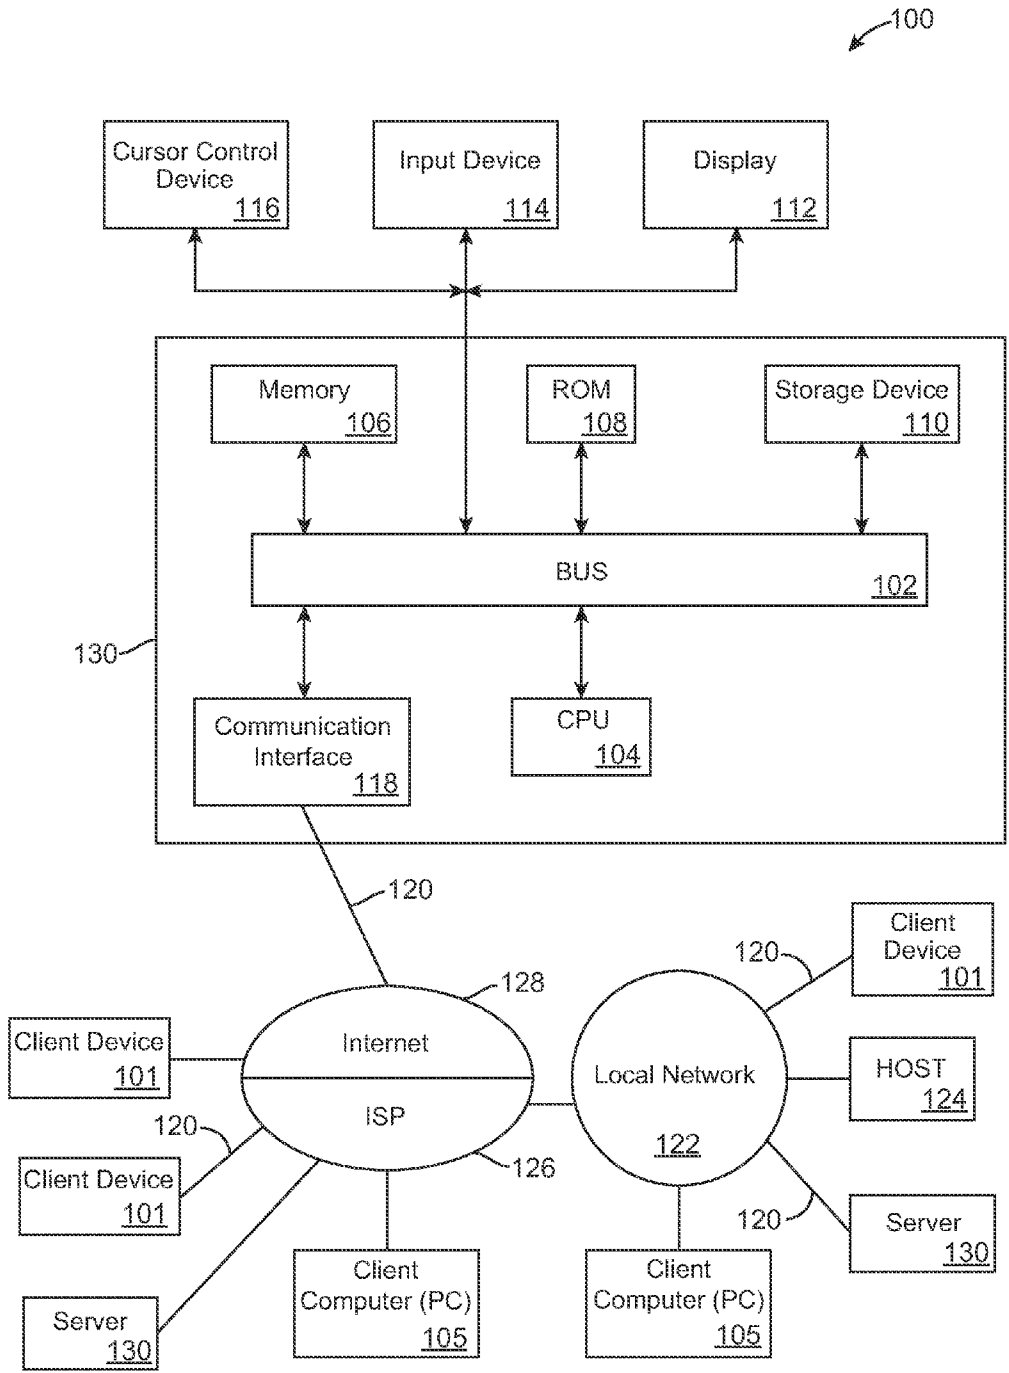 100
Cursor Control
Device
116
Input Device
114
Display
112
Memory
106
ROM
108
Storage Device
110
BUS
102
130
Communication
Interface
118
CPU
104
120
128
Internet
ISP
126
Client Device
101
120
Client Device
101
Server
130
Client
Computer (PC)
105
Local Network
122
120
Client
Device
101
HOST
124
120
Server
130
Client
Computer (PC)
105